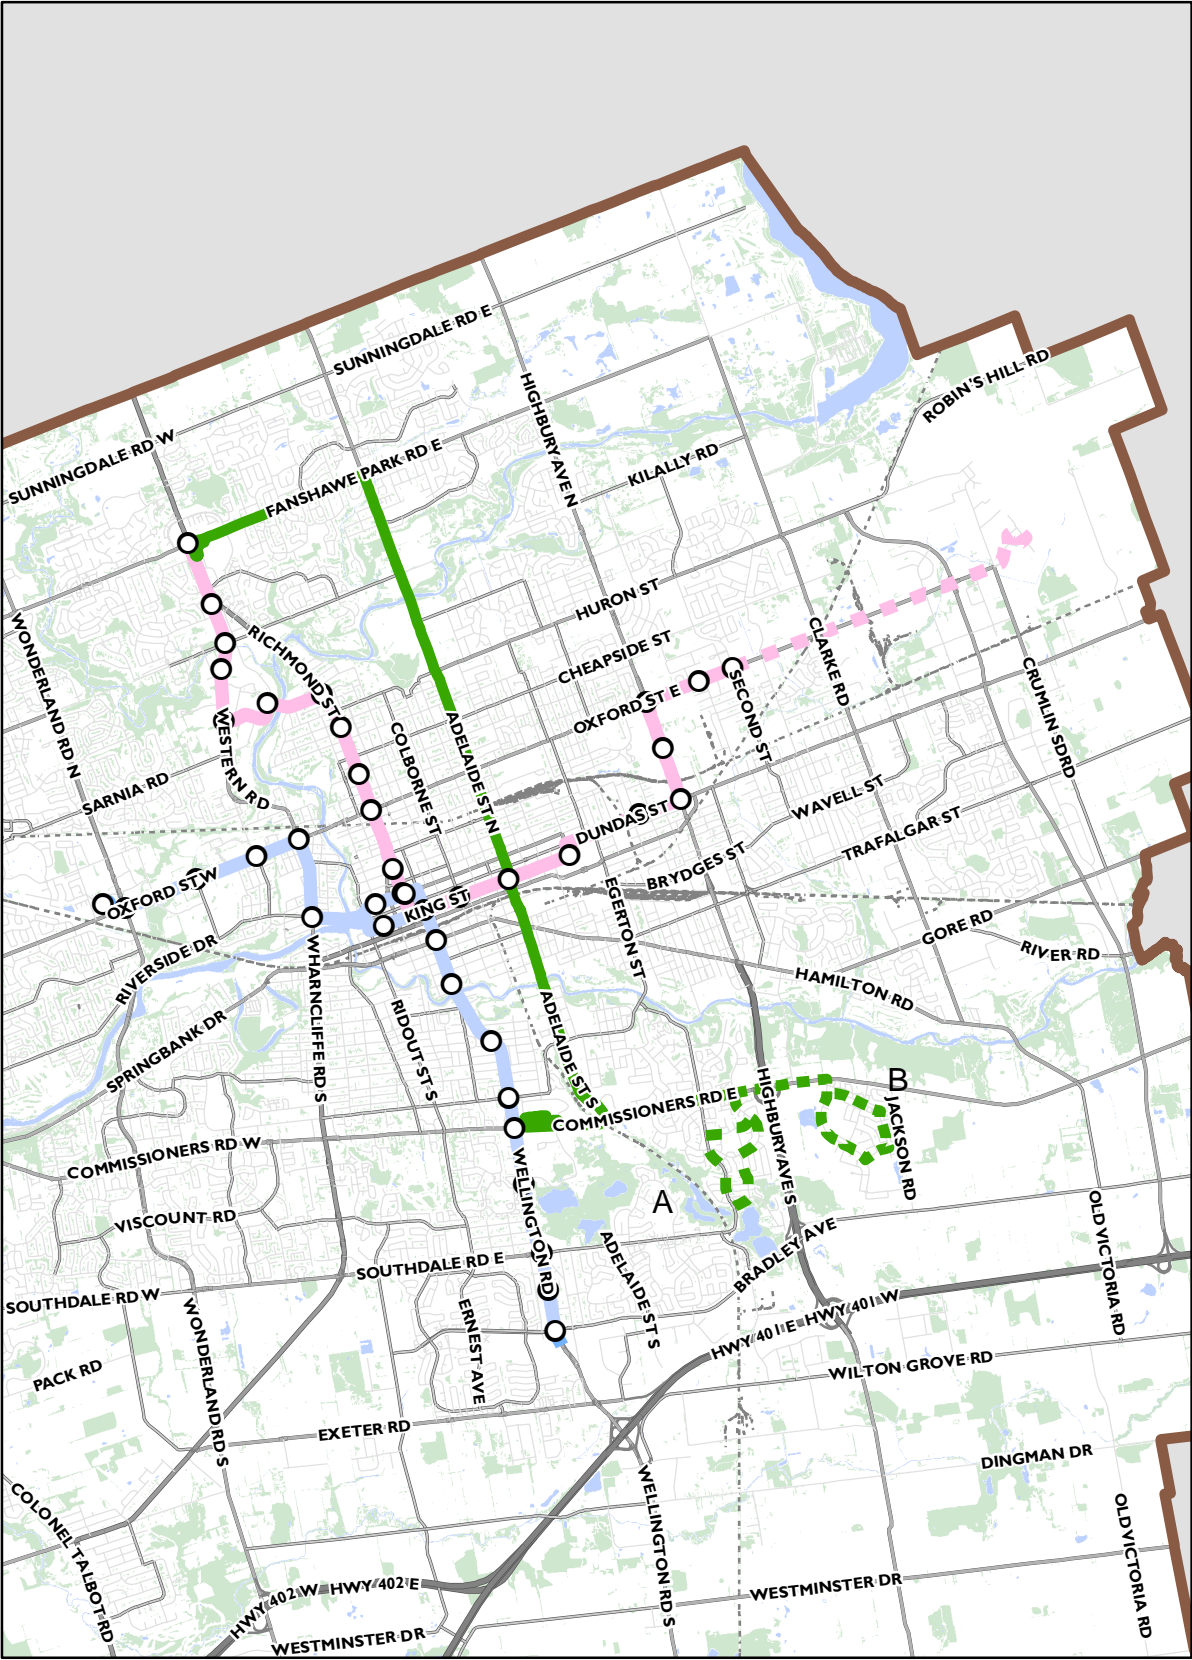 SUNNINGDALE RD E
ROBIN'S HILL RD
HIGHBURY AVE N
SUNNINGDALE RD W
FANSHAWE PARK RD E
KILALLY RD
HURON ST
CHEAPSIDE ST
WONDERLAND RD N
RICHMOND ST
CLARKE RD
OXFORD ST E
SECOND ST
CRUMLIN SDRD
WESTERN RD
COLBORNE ST
ADELAIDE ST N
SARNIA RD
DUNDAS ST
WAVELL ST
TRAFALGAR ST
BRYDGES ST
OXFORD ST W
KING ST
EGERTON ST
GORE RD
RIVER RD
RIVERSIDE DR
WHARNCLIFFE RD S
HAMILTON RD
SPRINGBANK DR
RIDOUT ST S
ADELAIDE ST S
HIGHBURY AVE S
B
COMMISSIONERS RD E
JACKSON RD
COMMISSIONERS RD W
WELLINGTON RD
A
VISCOUNT RD
OLD VICTORIA RD
SOUTHDALE RD E
ADELAIDE ST S
BRADLEY AVE
SOUTHDALE RD W
WONDERLAND RD S
ERNEST AVE
HWY 401 E
HWY 401 W
PACK RD
WILTON GROVE RD
EXETER RD
DINGMAN DR
COLONEL TALBOT RD
WELLINGTON RD S
OLD VICTORIA RD
HWY 402 W
HWY 402 E
WESTMINSTER DR
WESTMINSTER DR